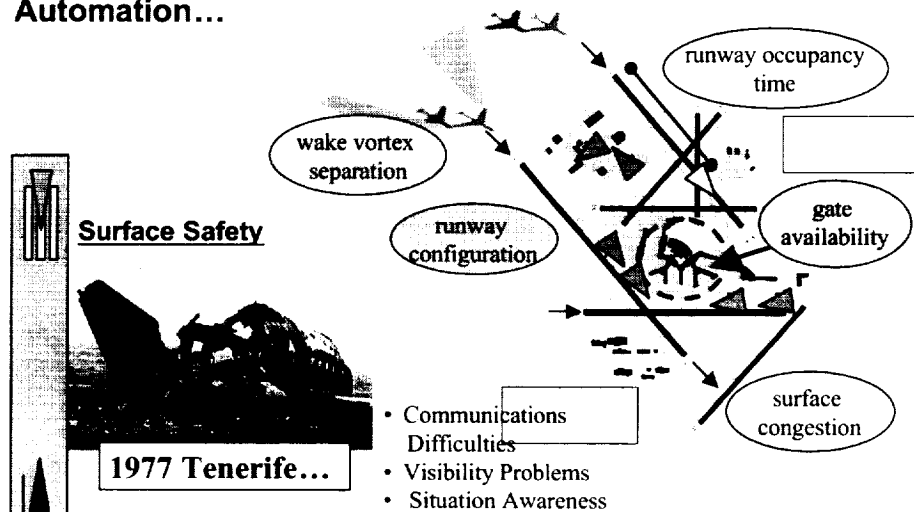 Automation...
runway occupancy
time
wake vortex
separation
Surface Safety
runway
configuration
gate
availability
surface
congestion
1977 Tenerife...
• Communications
Difficulties
• Visibility Problems
• Situation Awareness